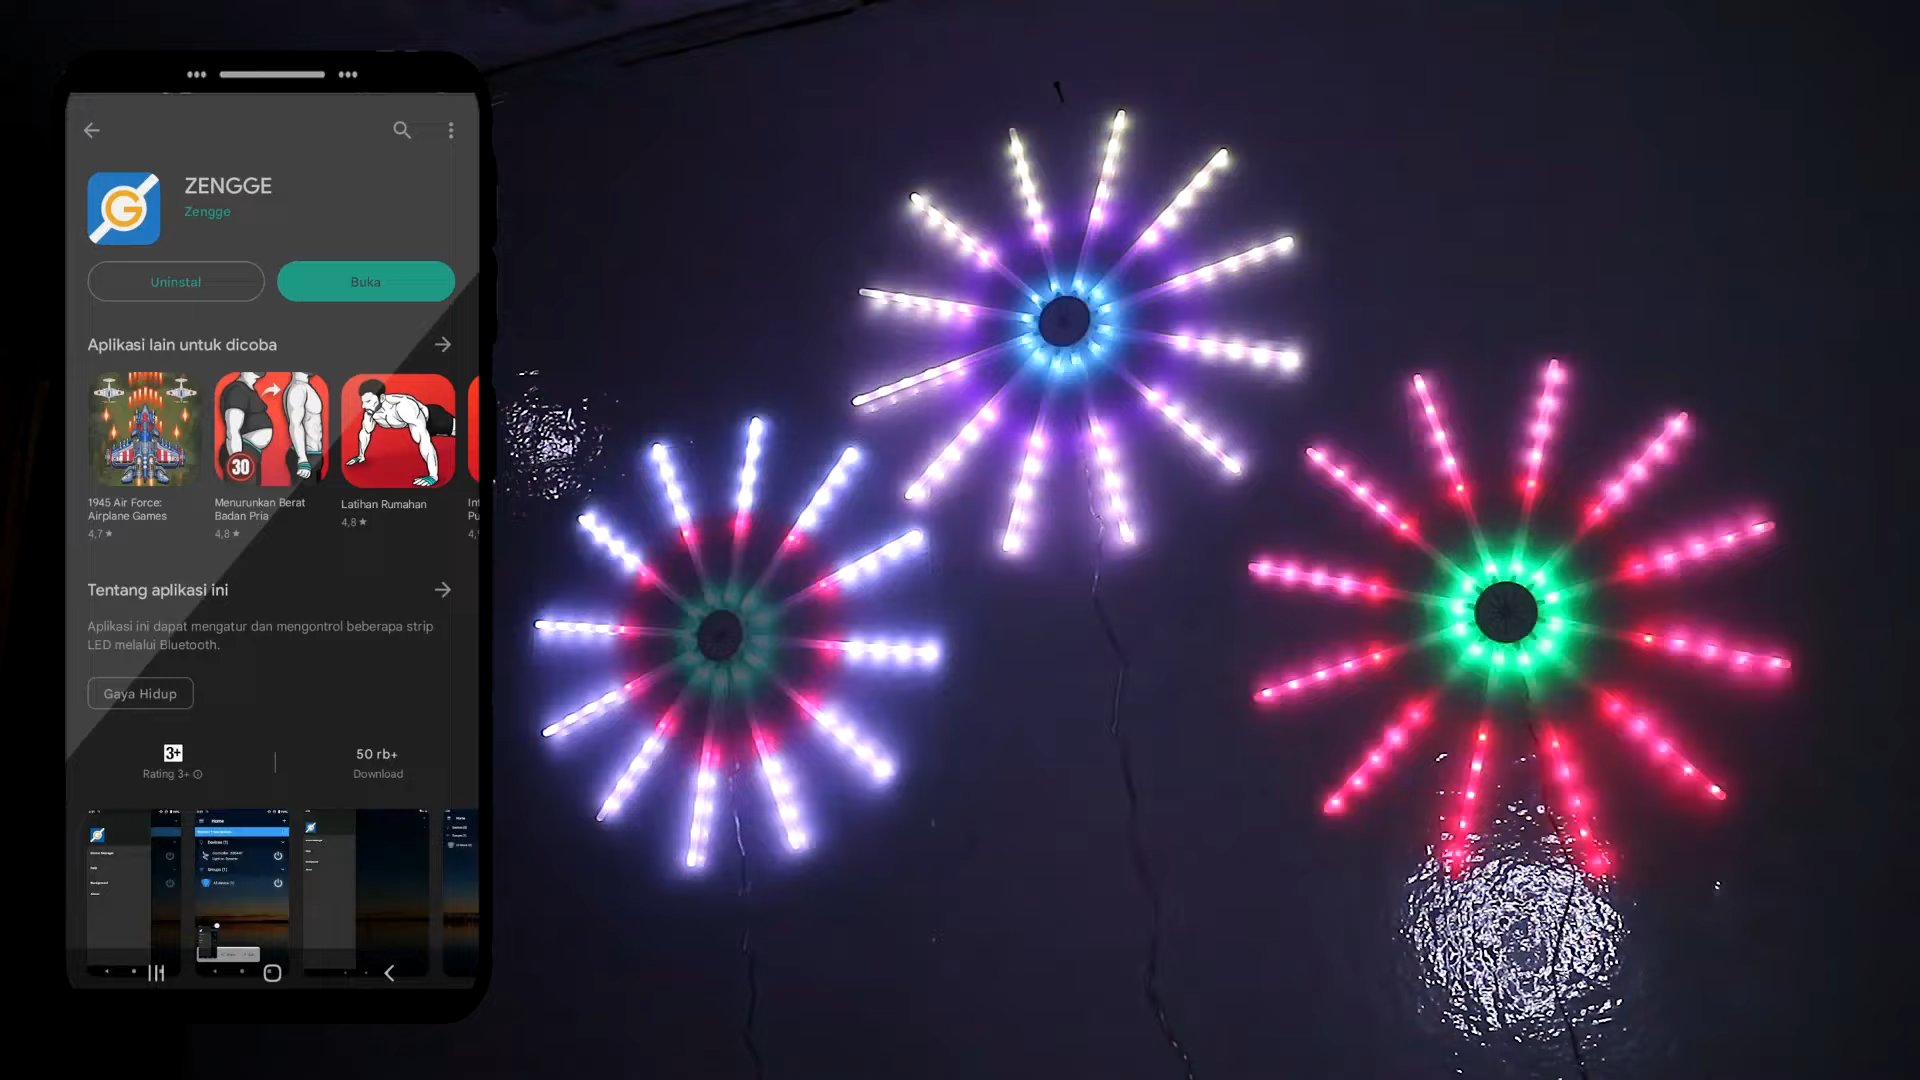 ZENGGE
Zengge
Uninstal
Buka
Aplikasi lain untuk dicoba
30
1945 Air Force:
Airplane Games
4,7★
Menurunkan Berat
Badan Pria
4,8★
Latihan Rumahan
4,8★
Tentang aplikasi ini
Aplikasi ini dapat mengatur dan mengontrol beberapa strip
LED melalui Bluetooth.
Gaya Hidup
3+
Rating 3+
50 rb+
Download
Home